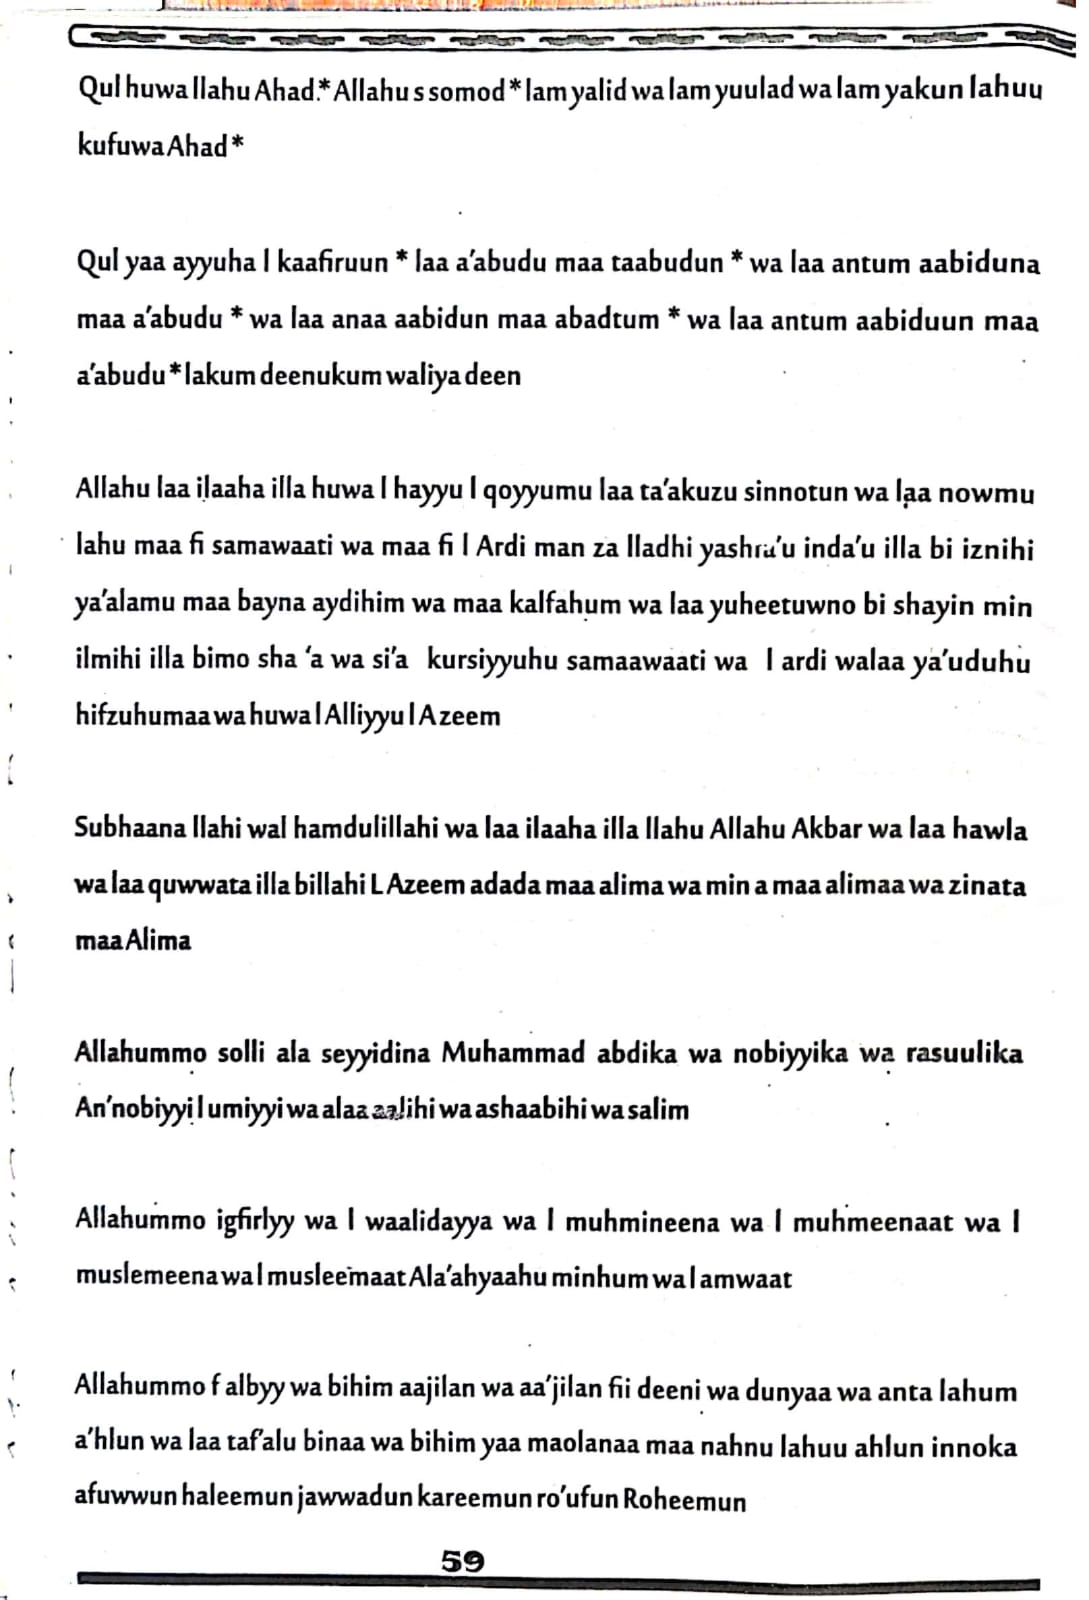 Qul huwa llahu Ahad.* Allahu s somod * lam yalid wa lam yuulad wa lam yakun lahuu
kufuwa Ahad *
Qul yaa ayyuha l kaafiruun * laa a'abudu maa taabudun * wa laa antum aabiduna
maa a'abudu * wa laa anaa aabidun maa abadtum * wa laa antum aabiduun maa
a'abudu * lakum deenukum waliya deen
Allahu laa ilaaha illa huwa l hayyu l qoyyumu laa ta'akuzu sinnotun wa laa nowmu
lahu maa fi samawaati wa maa fi l Ardi man za lladhi yashra'u inda'u illa bi iznihi
ya'alamu maa bayna aydihim wa maa kalfahum wa laa yuheetuwno bi shayin min
ilmihi illa bimo sha 'a wa si'a kursiyyuhu samaawaati wa l ardi walaa ya'uduhu
hifzuhumaa wa huwa l Alliyyu l Azeem
Subhaana llahi wal hamdulillahi wa laa ilaaha illa llahu Allahu Akbar wa laa hawla
wa laa quwwata illa billahi L Azeem adada maa alima wa min a maa alimaa wa zinata
maa Alima
Allahummo solli ala seyyidina Muhammad abdika wa nobiyyika wa rasuulika
An'nobiyyi l umiyyi wa alaa aalihi wa ashaabihi wa salim
Allahummo igfirlyy wa l waalidayya wa l muhmineena wa l muhmeenaat wa l
muslemeena wa l musleemaat Ala'ahyaahu minhum wa l amwaat
Allahummo f albyy wa bihim aajilan wa aa'jilan fii deeni wa dunyaa wa anta lahum
a'hlun wa laa taf'alu binaa wa bihim yaa maolanaa maa nahnu lahuu ahlun innoka
afuwwun haleemun jawwadun kareemun ro'ufun Roheemun
59